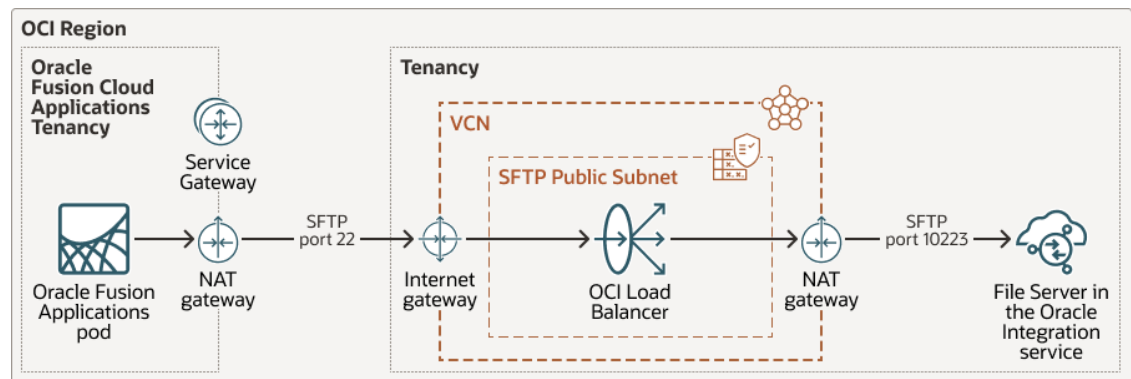 OCI Region
Oracle
Fusion Cloud
Applications
Tenancy
Service
Gateway
Oracle Fusion
Applications
pod
NAT
gateway
SFTP
port 22
Tenancy
VCN
SFTP Public Subnet
Internet
gateway
OCI Load
Balancer
NAT
gateway
SFTP
port 10223
File Server in
the Oracle
Integration
service